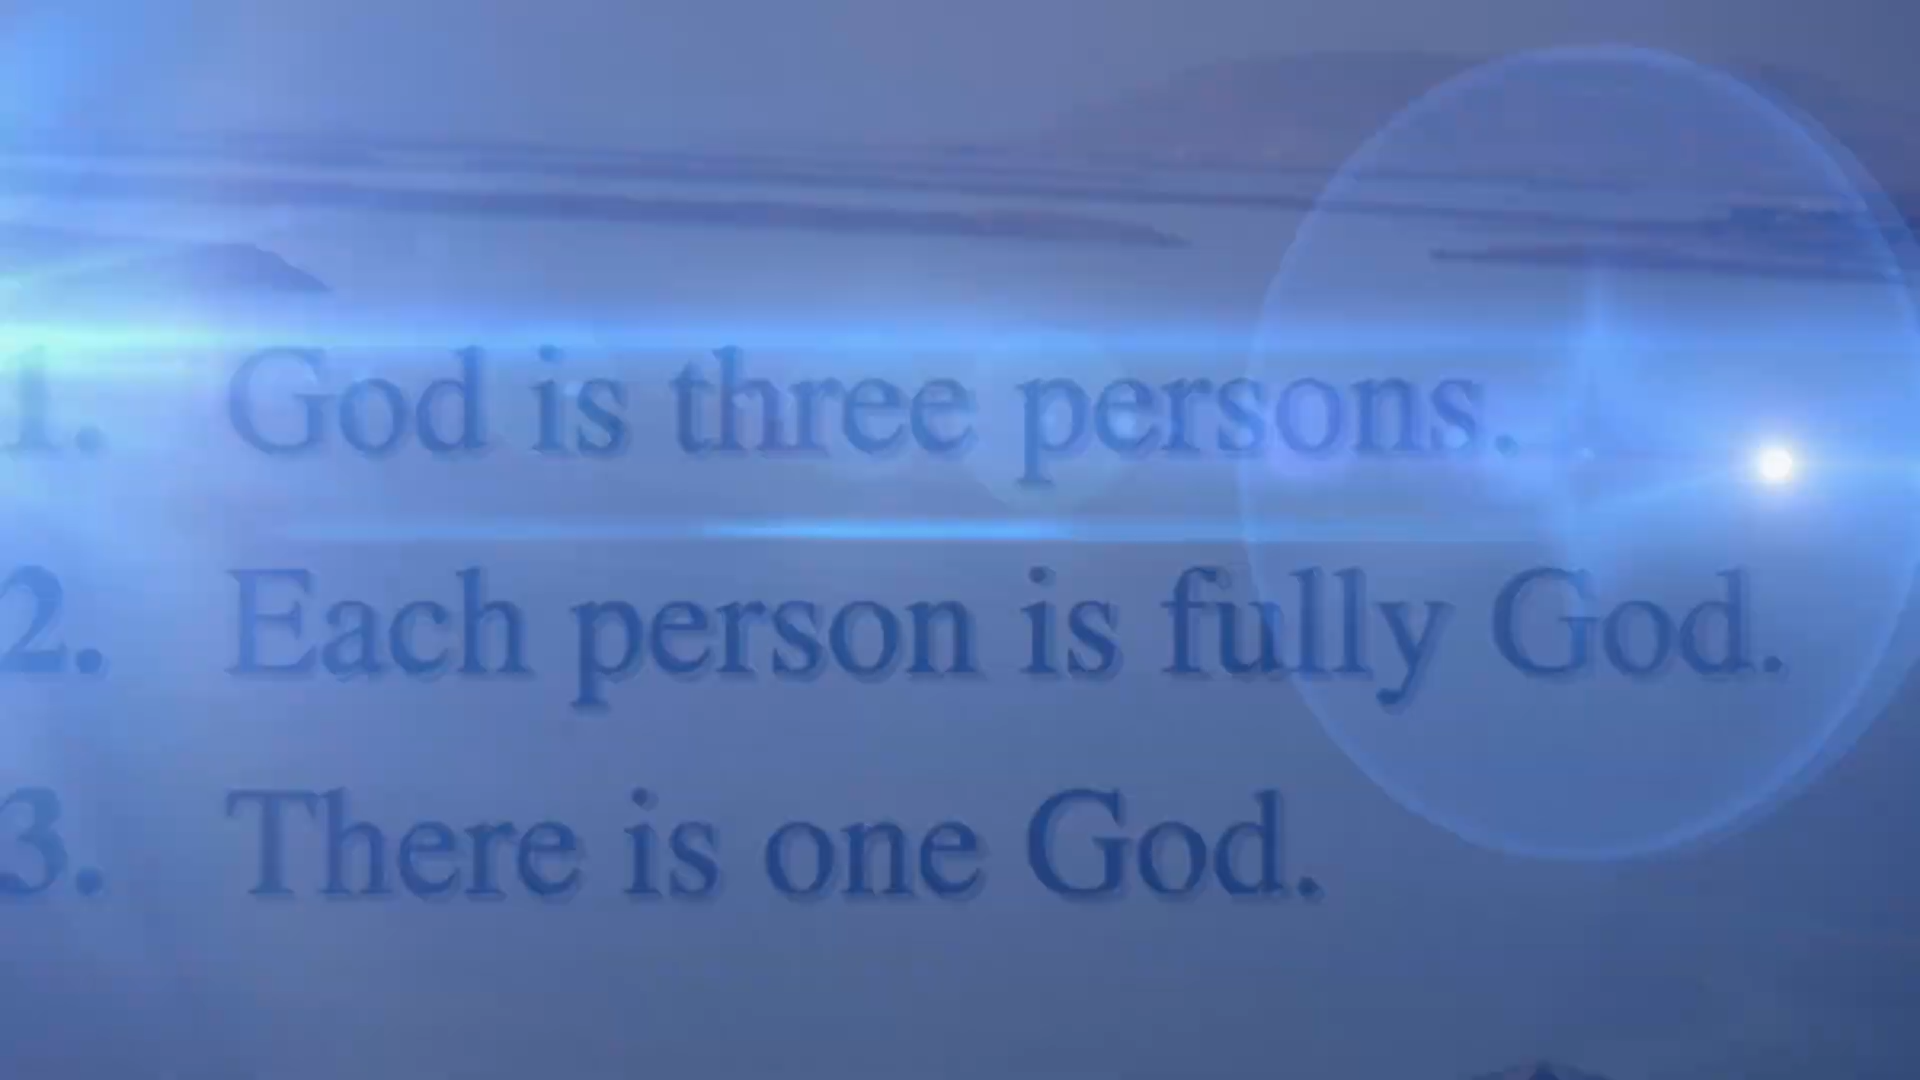 1. God is three persons.
2. Each person is fully God.
3. There is one God.